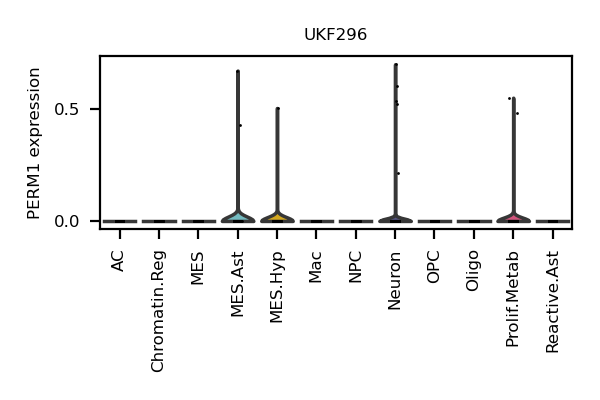 UKF296
PERM1 expression
0.5
0.0
AC
Chromatin.Reg
MES
MES.Ast
MES.Hyp
Mac
NPC
Neuron
OPC
Oligo
Prolif.Metab
Reactive.Ast